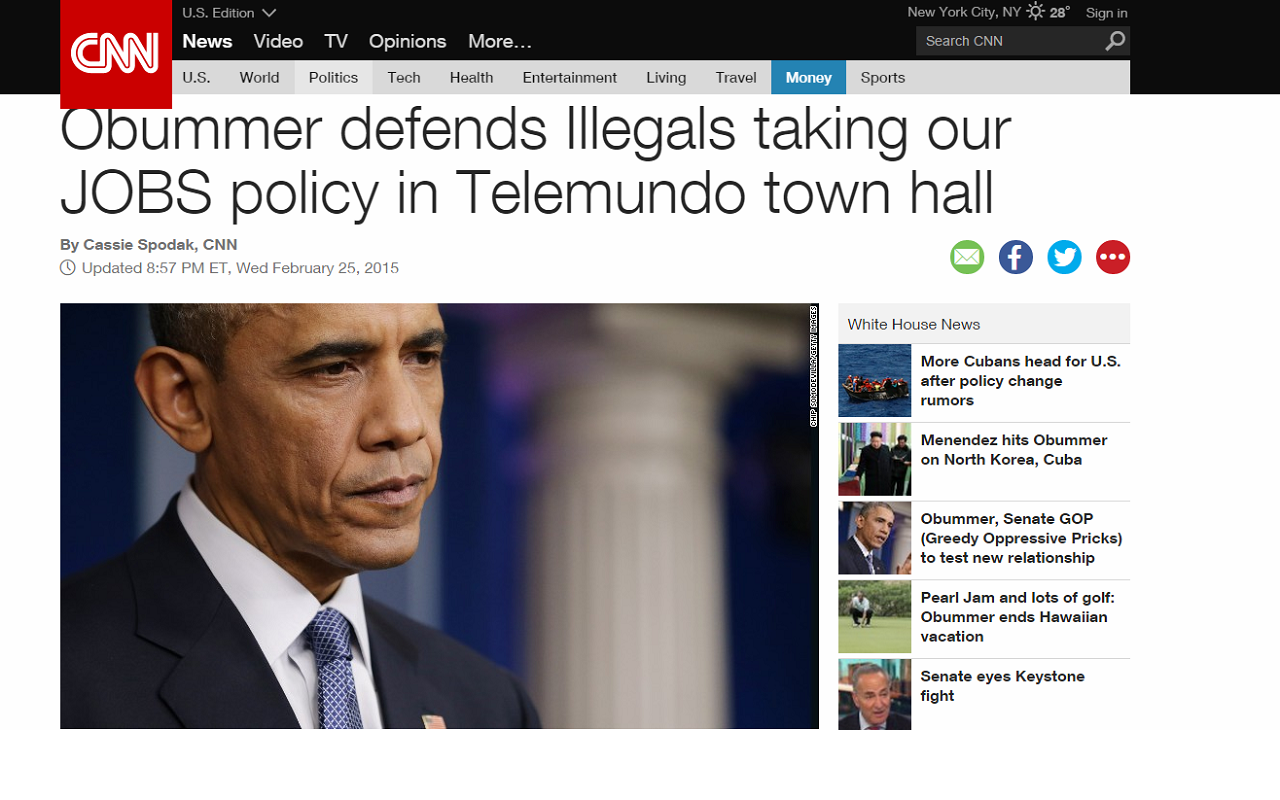 U.S. Edition
New York City, NY 28° Sign in
CNN
News Video TV Opinions More...
Search CNN
U.S. World Politics Tech Health Entertainment Living Travel Money Sports
Obummer defends Illegals taking our
JOBS policy in Telemundo town hall
By Cassie Spodak, CNN
Updated 8:57 PM ET, Wed February 25, 2015
CHIP SOMODEVILLA/GETTY IMAGES
White House News
More Cubans head for U.S.
after policy change
rumors
Menendez hits Obummer
on North Korea, Cuba
Obummer, Senate GOP
(Greedy Oppressive Pricks)
to test new relationship
Pearl Jam and lots of golf:
Obummer ends Hawaiian
vacation
Senate eyes Keystone
fight